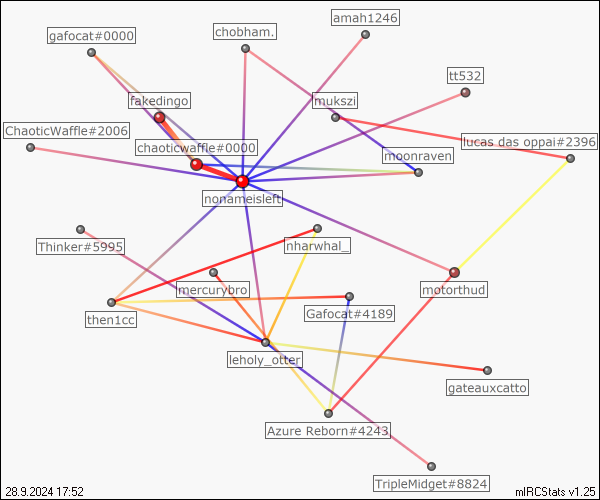 amah1246
gafocat#0000
chobham.
tt532
fakedingo
mukszi
ChaoticWaffle#2006
lucas das oppai#2396
chaoticwaffle#0000
moonraven
nonameisleft
Thinker#5995
nharwhal_
mercurybro
motorthud
Gafocat#4189
then1cc
leholy_otter
gateauxcatto
Azure Reborn#4243
TripleMidget#8824
28.9.2024 17:52
mIRCStats v1.25